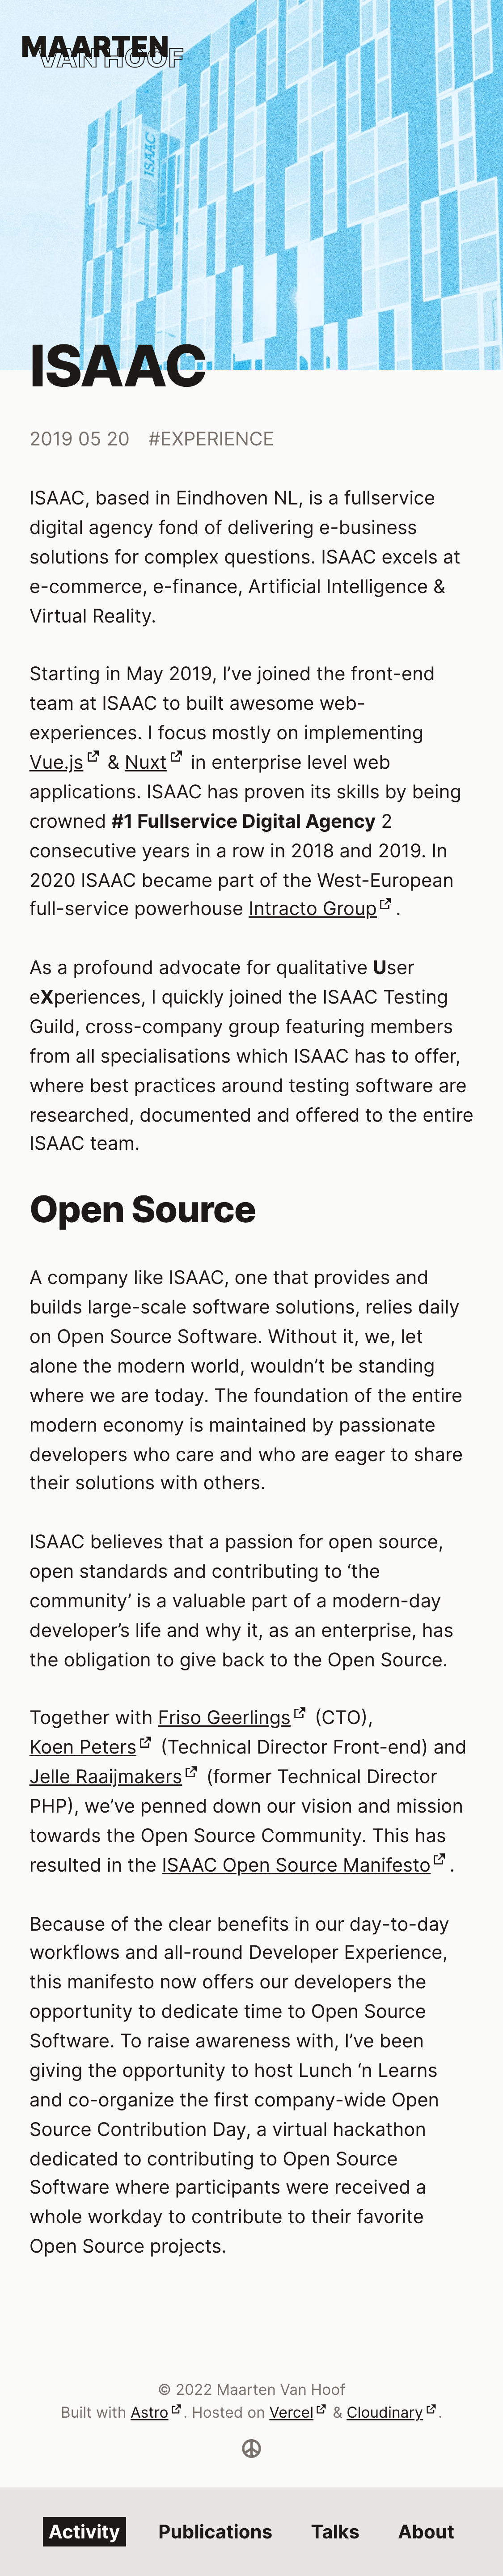 MAARTEN
VAN HOOF
ISAAC
ISAAC
2019 05 20 #EXPERIENCE
ISAAC, based in Eindhoven NL, is a fullservice
digital agency fond of delivering e-business
solutions for complex questions. ISAAC excels at
e-commerce, e-finance, Artificial Intelligence &
Virtual Reality.
Starting in May 2019, I’ve joined the front-end
team at ISAAC to built awesome web-
experiences. I focus mostly on implementing
Vue.js & Nuxt in enterprise level web
applications. ISAAC has proven its skills by being
crowned #1 Fullservice Digital Agency 2
consecutive years in a row in 2018 and 2019. In
2020 ISAAC became part of the West-European
full-service powerhouse Intracto Group.
As a profound advocate for qualitative User
eXperiences, I quickly joined the ISAAC Testing
Guild, cross-company group featuring members
from all specialisations which ISAAC has to offer,
where best practices around testing software are
researched, documented and offered to the entire
ISAAC team.
Open Source
A company like ISAAC, one that provides and
builds large-scale software solutions, relies daily
on Open Source Software. Without it, we, let
alone the modern world, wouldn’t be standing
where we are today. The foundation of the entire
modern economy is maintained by passionate
developers who care and who are eager to share
their solutions with others.
ISAAC believes that a passion for open source,
open standards and contributing to ‘the
community’ is a valuable part of a modern-day
developer’s life and why it, as an enterprise, has
the obligation to give back to the Open Source.
Together with Friso Geerlings (CTO),
Koen Peters (Technical Director Front-end) and
Jelle Raaijmakers (former Technical Director
PHP), we’ve penned down our vision and mission
towards the Open Source Community. This has
resulted in the ISAAC Open Source Manifesto.
Because of the clear benefits in our day-to-day
workflows and all-round Developer Experience,
this manifesto now offers our developers the
opportunity to dedicate time to Open Source
Software. To raise awareness with, I’ve been
giving the opportunity to host Lunch ‘n Learns
and co-organize the first company-wide Open
Source Contribution Day, a virtual hackathon
dedicated to contributing to Open Source
Software where participants were received a
whole workday to contribute to their favorite
Open Source projects.
© 2022 Maarten Van Hoof
Built with Astro. Hosted on Vercel & Cloudinary.
Activity Publications Talks About